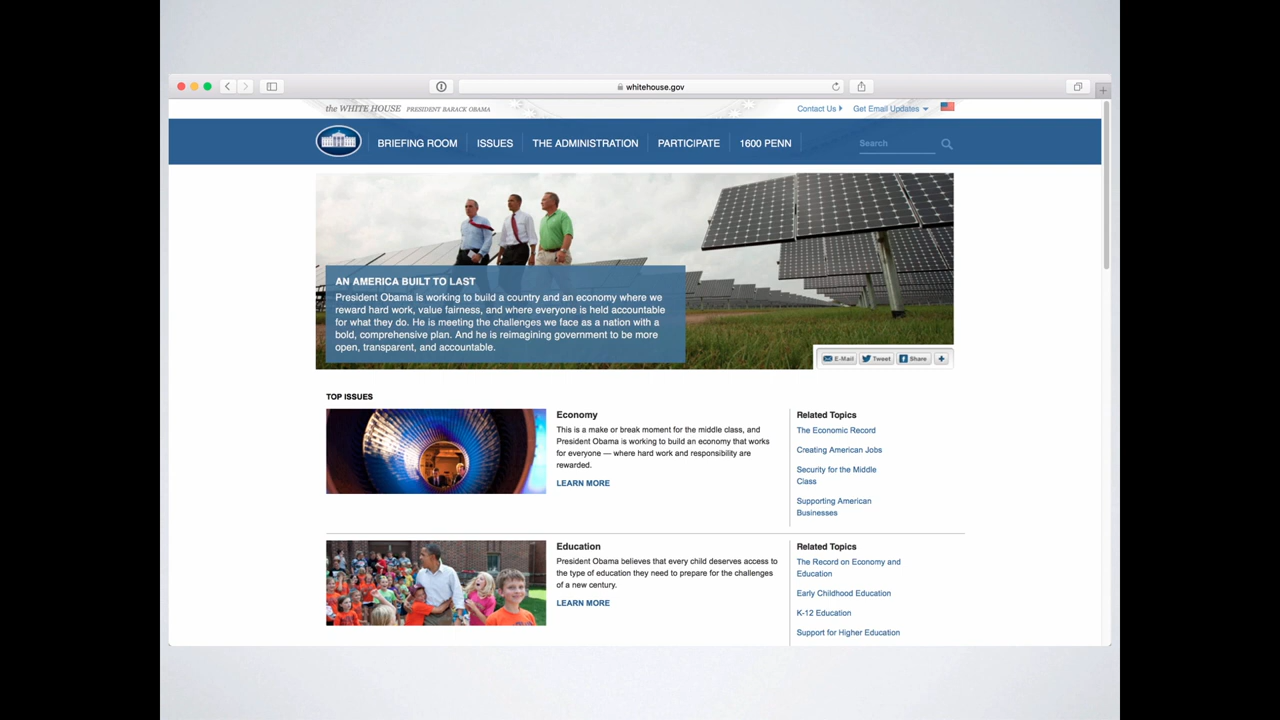 whitehouse.gov
the WHITE HOUSE PRESIDENT BARACK OBAMA
Contact Us
Get Email Updates
BRIEFING ROOM
ISSUES
THE ADMINISTRATION
PARTICIPATE
1600 PENN
Search
AN AMERICA BUILT TO LAST
President Obama is working to build a country and an economy where we
reward hard work, value fairness, and where everyone is held accountable
for what they do. He is meeting the challenges we face as a nation with a
bold, comprehensive plan. And he is reimagining government to be more
open, transparent, and accountable.
E-Mail
Tweet
Share
TOP ISSUES
Economy
This is a make or break moment for the middle class, and
President Obama is working to build an economy that works
for everyone — where hard work and responsibility are
rewarded.
LEARN MORE
Related Topics
The Economic Record
Creating American Jobs
Security for the Middle
Class
Supporting American
Businesses
Education
President Obama believes that every child deserves access to
the type of education they need to prepare for the challenges
of a new century.
LEARN MORE
Related Topics
The Record on Economy and
Education
Early Childhood Education
K-12 Education
Support for Higher Education